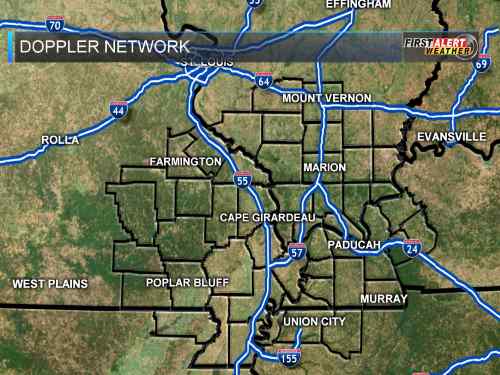 EFFINGHAM
70
55
DOPPLER NETWORK
FIRST ALERT
WEATHER
ST. LOUIS
69
64
MOUNT VERNON
44
EVANSVILLE
ROLLA
FARMINGTON
MARION
55
CAPE GIRARDEAU
PADUCAH
57
24
WEST PLAINS
POPLAR BLUFF
MURRAY
UNION CITY
155